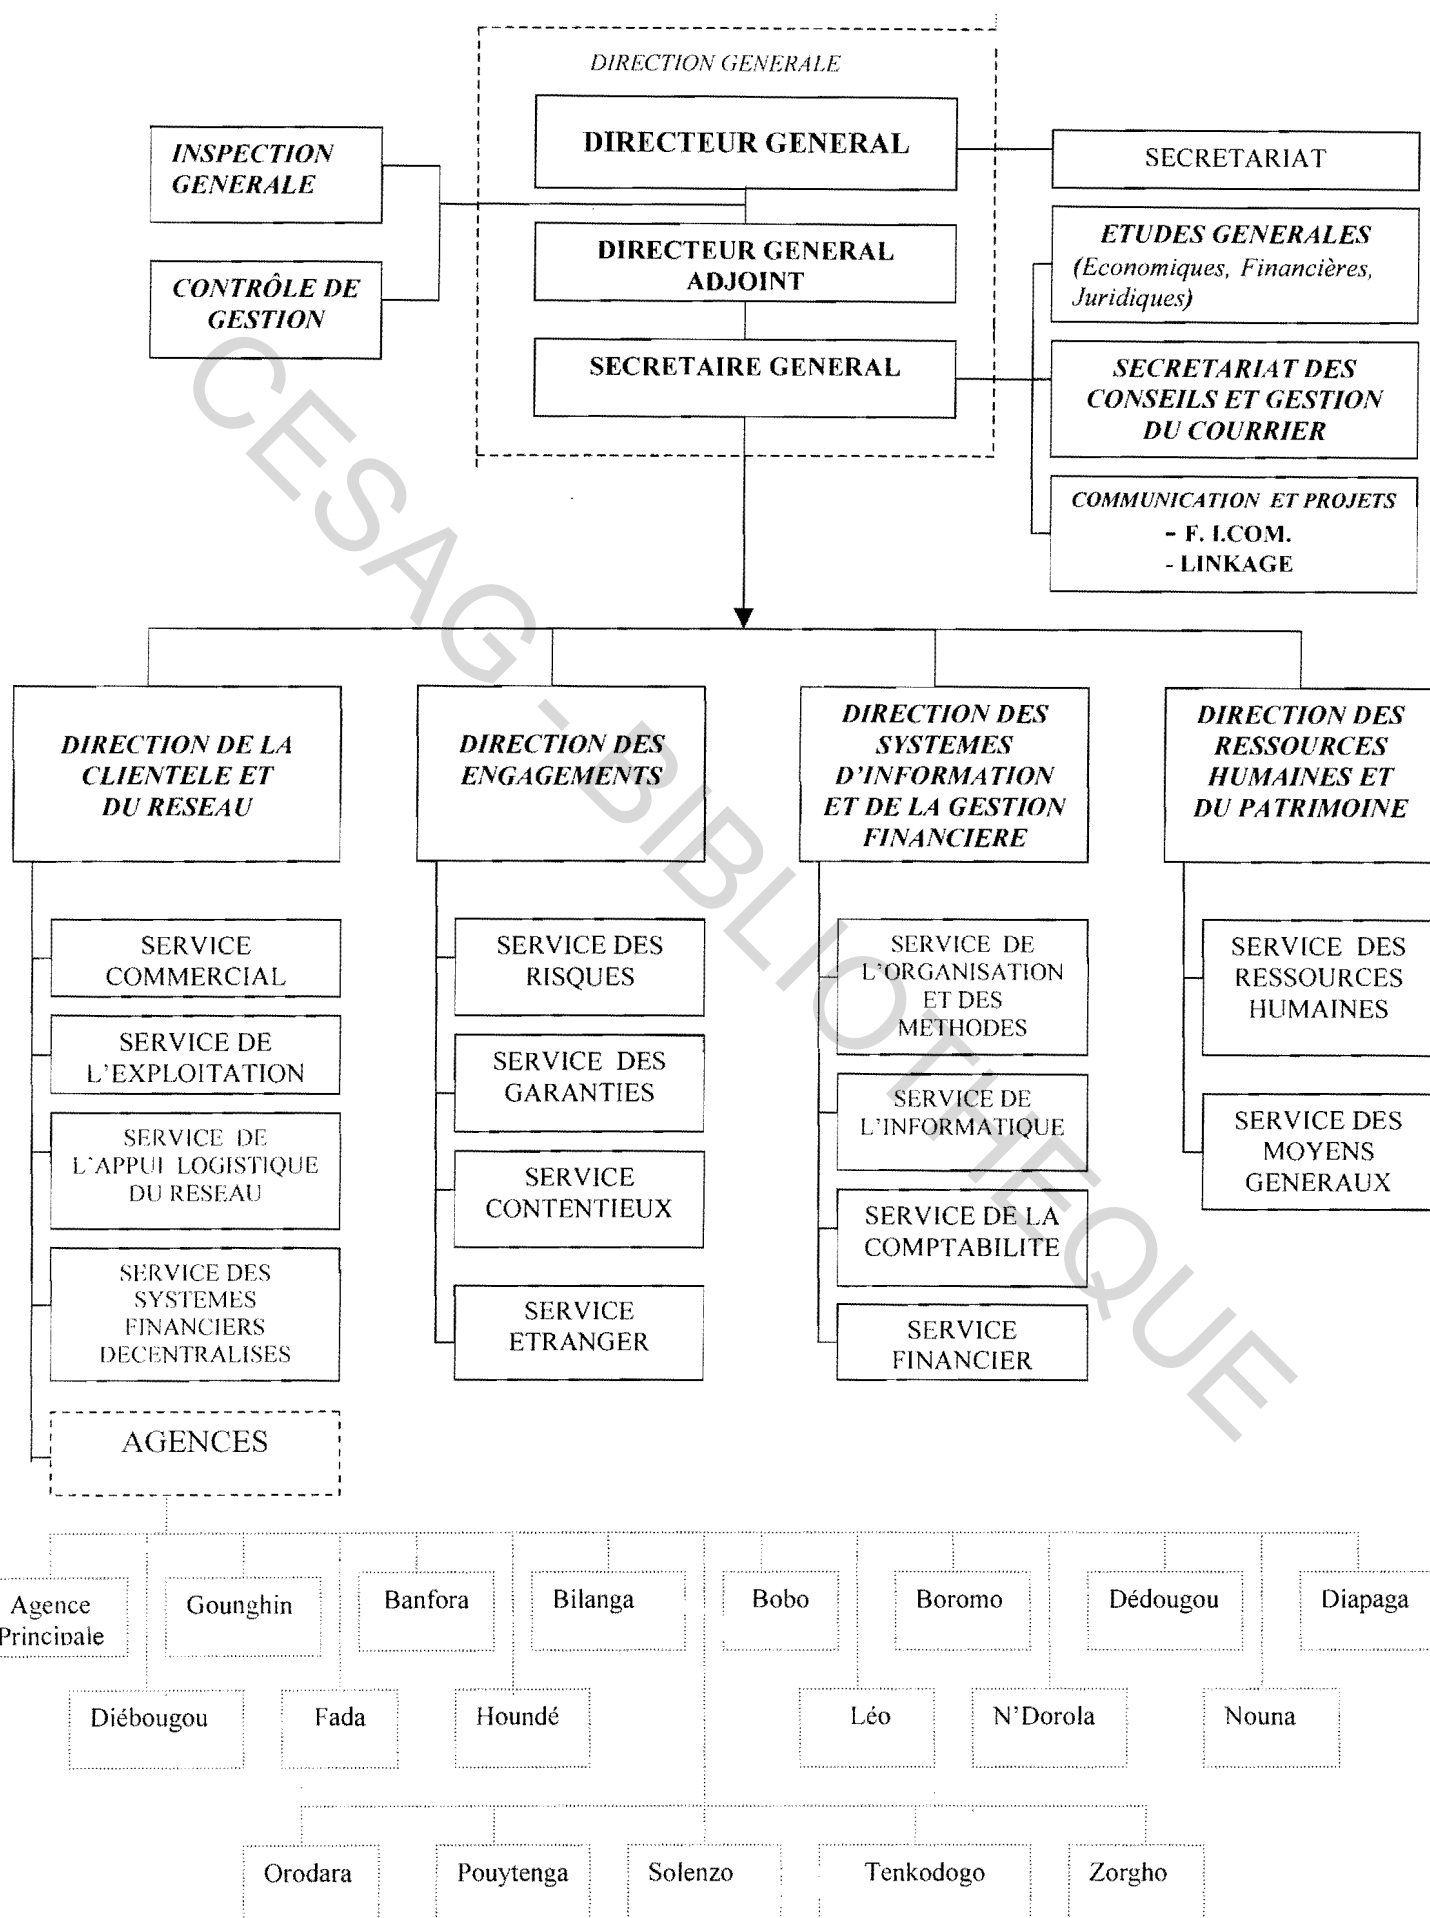 DIRECTION GENERALE
DIRECTEUR GENERAL
INSPECTION
GENERALE
SECRETARIAT
DIRECTEUR GENERAL
ADJOINT
ETUDES GENERALES
(Economiques, Financières,
Juridiques)
CONTRÔLE DE
GESTION
SECRETAIRE GENERAL
SECRETARIAT DES
CONSEILS ET GESTION
DU COURRIER
COMMUNICATION ET PROJETS
- F. I.COM.
- LINKAGE
DIRECTION DE LA
CLIENTELE ET
DU RESEAU
DIRECTION DES
ENGAGEMENTS
DIRECTION DES
SYSTEMES
D'INFORMATION
ET DE LA GESTION
FINANCIERE
DIRECTION DES
RESSOURCES
HUMAINES ET
DU PATRIMOINE
SERVICE
COMMERCIAL
SERVICE DE
L'EXPLOITATION
SERVICE DE
L'APPUI LOGISTIQUE
DU RESEAU
SERVICE DES
SYSTEMES
FINANCIERS
DECENTRALISES
AGENCES
SERVICE DES
RISQUES
SERVICE DES
GARANTIES
SERVICE
CONTENTIEUX
SERVICE
ETRANGER
SERVICE DE
L'ORGANISATION
ET DES
METHODES
SERVICE DE
L'INFORMATIQUE
SERVICE DE LA
COMPTABILITE
SERVICE
FINANCIER
SERVICE DES
RESSOURCES
HUMAINES
SERVICE DES
MOYENS
GENERAUX
Agence
Principale
Gounghin
Banfora
Bilanga
Bobo
Boromo
Dédougou
Diapaga
Diébougou
Fada
Houndé
Léo
N'Dorola
Nouna
Orodara
Pouytenga
Solenzo
Tenkodogo
Zorgho
CESAG - BIBLIOTHEQUE